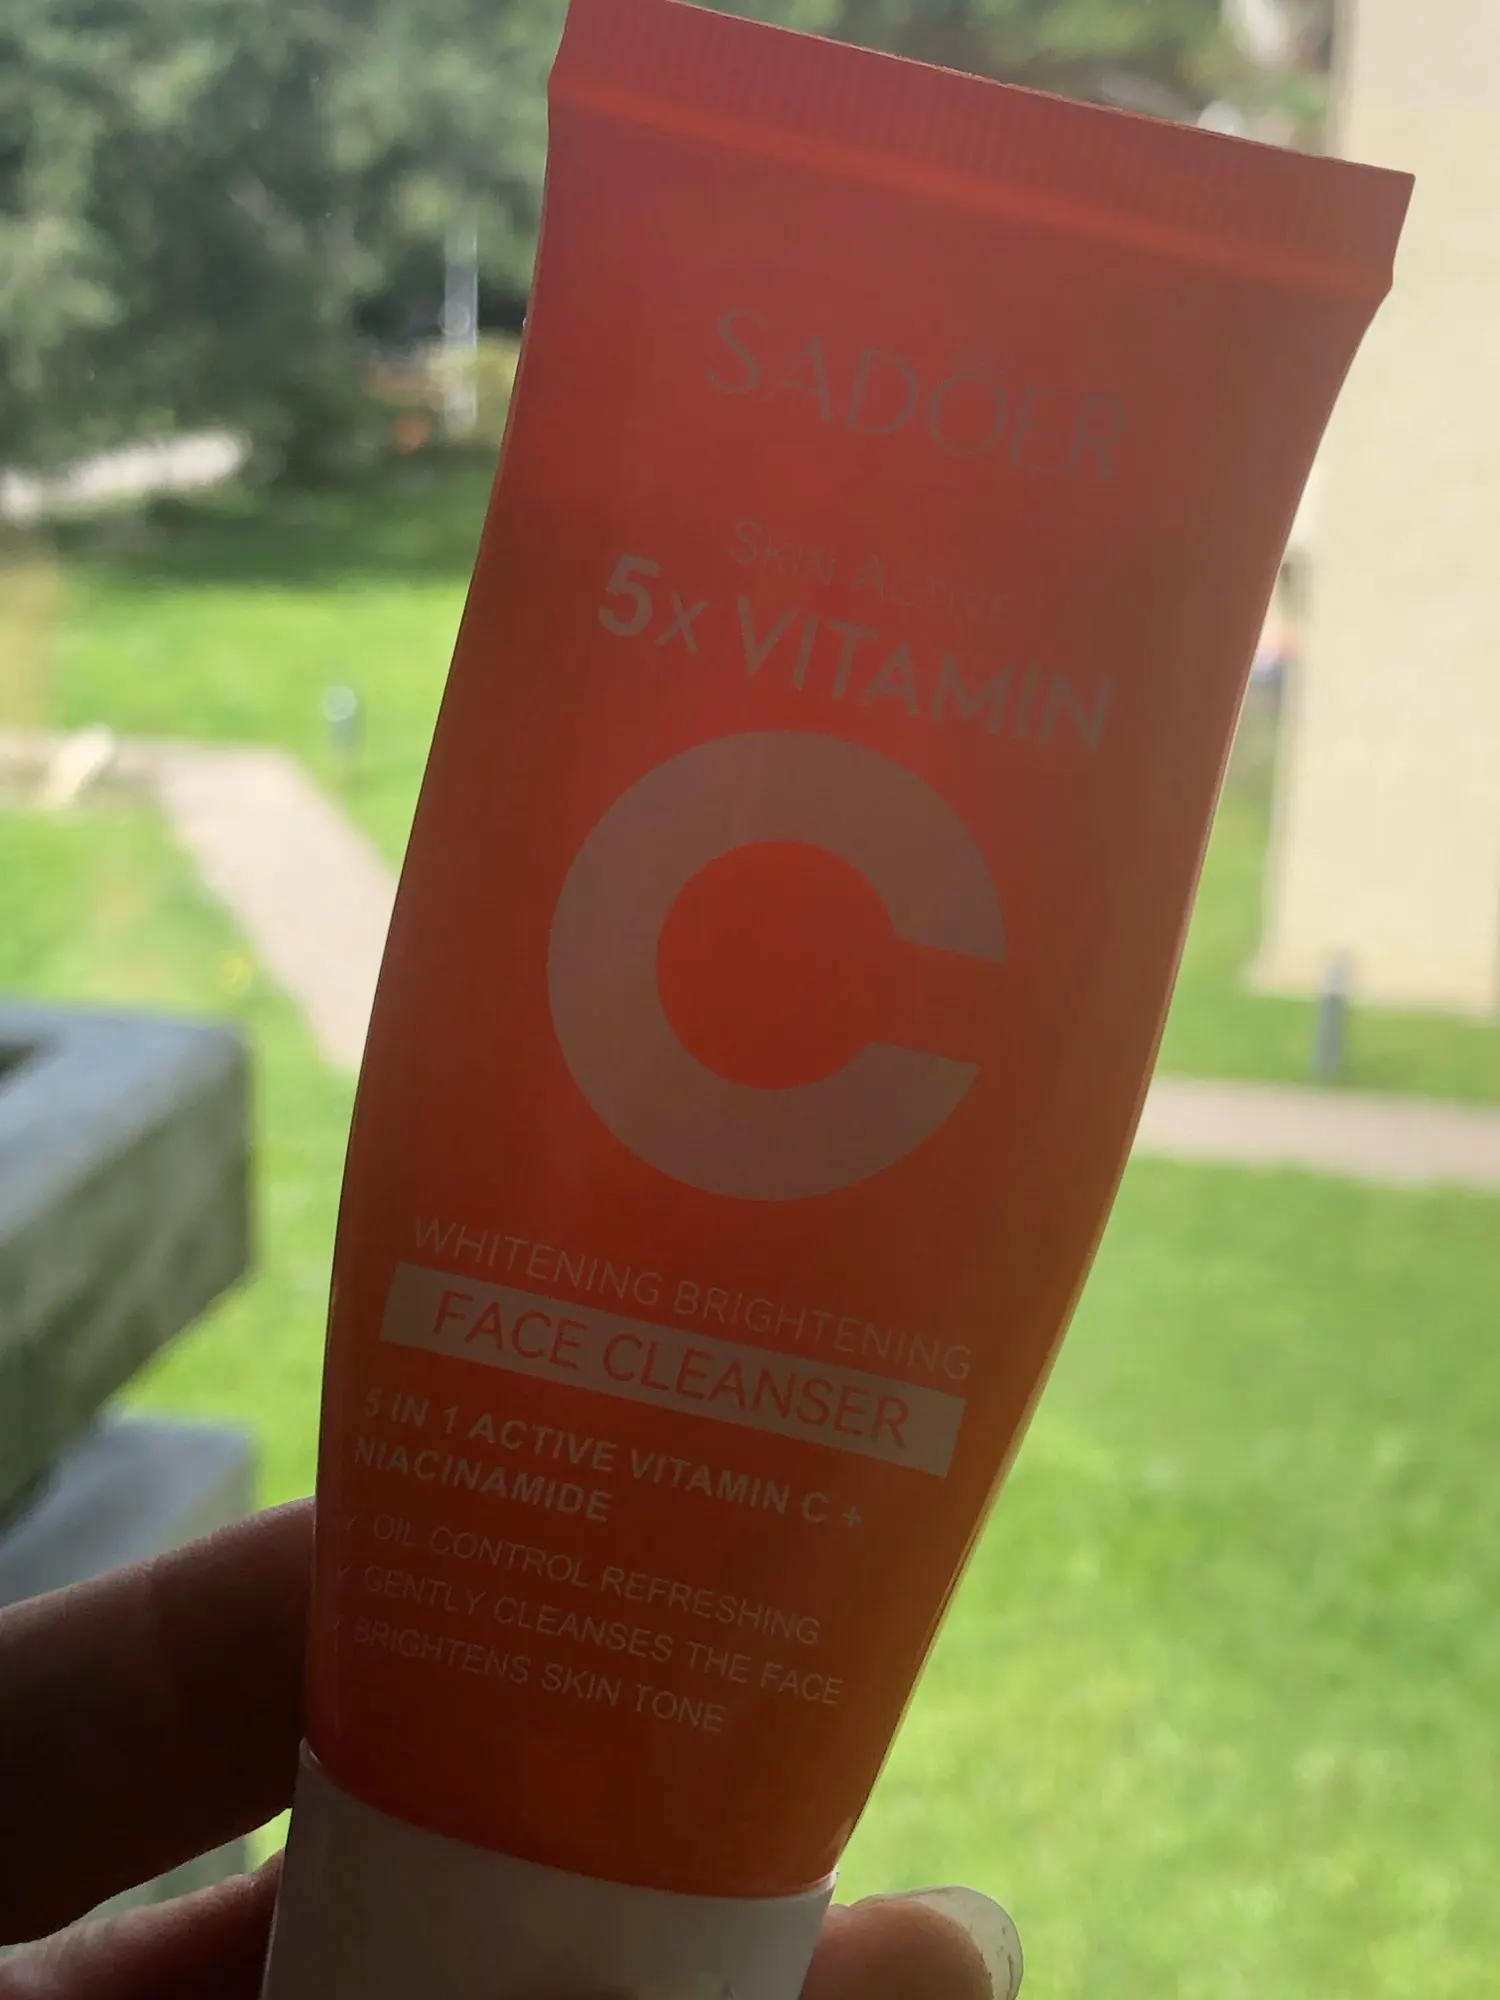 SADÖER
SKIN ACTIVE
5X VITAMIN
C
WHITENING BRIGHTENING
FACE CLEANSER
5 IN 1 ACTIVE VITAMIN C +
NIACINAMIDE
OIL CONTROL REFRESHING
GENTLY CLEANSES THE FACE
BRIGHTENS SKIN TONE